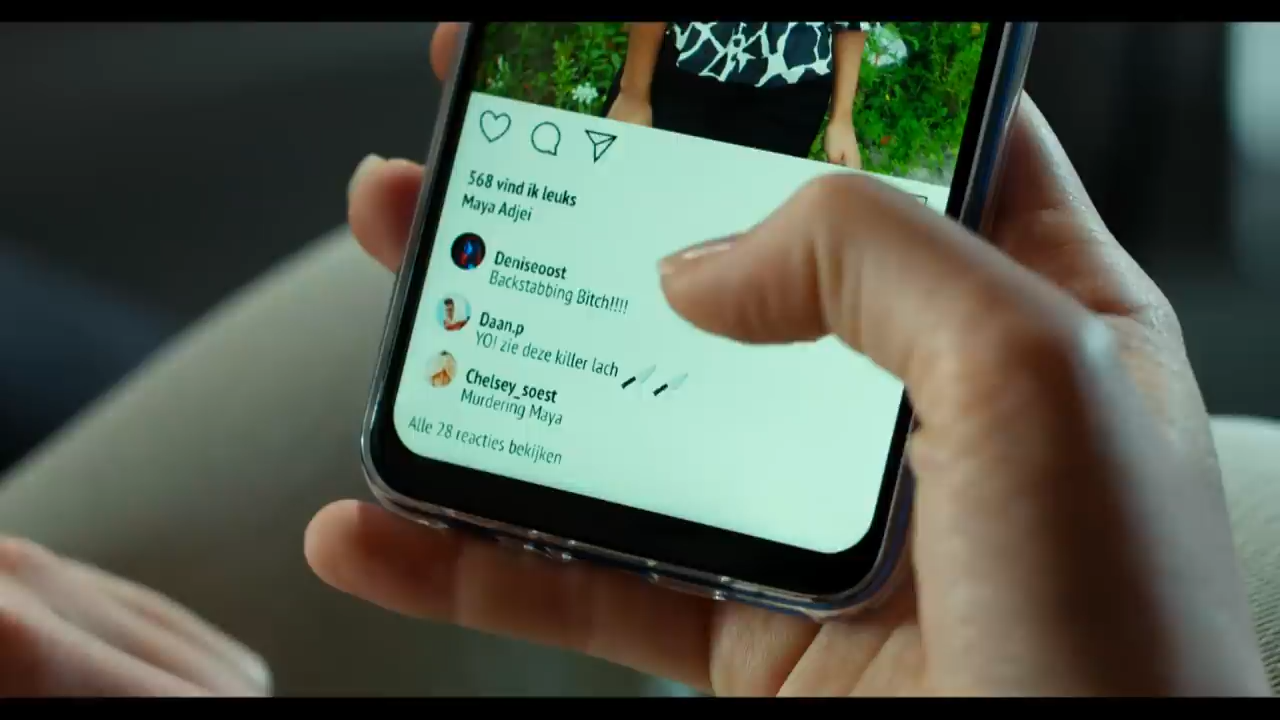 568 vind ik leuks
Maya Adjei
Deniseoost
Backstabbing Bitch!!!!
Daan.p
YO! zie deze killer lach
Chelsey_soest
Murdering Maya
Alle 28 reacties bekijken